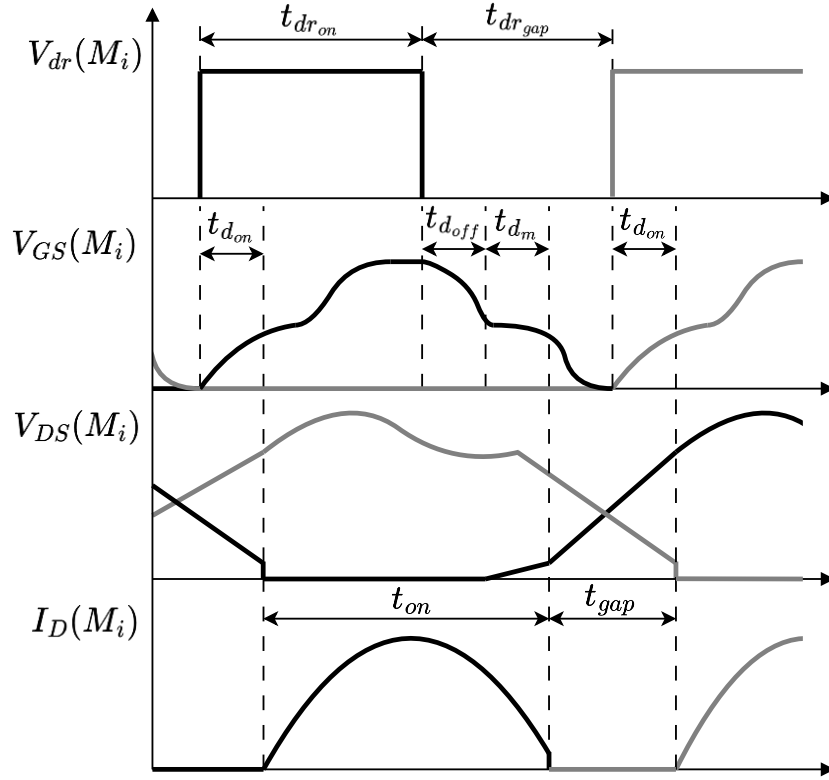 t_{dr_{on}} t_{dr_{gap}}
V_{dr}(M_i)
t_{d_{on}} t_{d_{off}} t_{d_m} t_{d_{on}}
V_{GS}(M_i)
V_{DS}(M_i)
t_{on} t_{gap}
I_D(M_i)